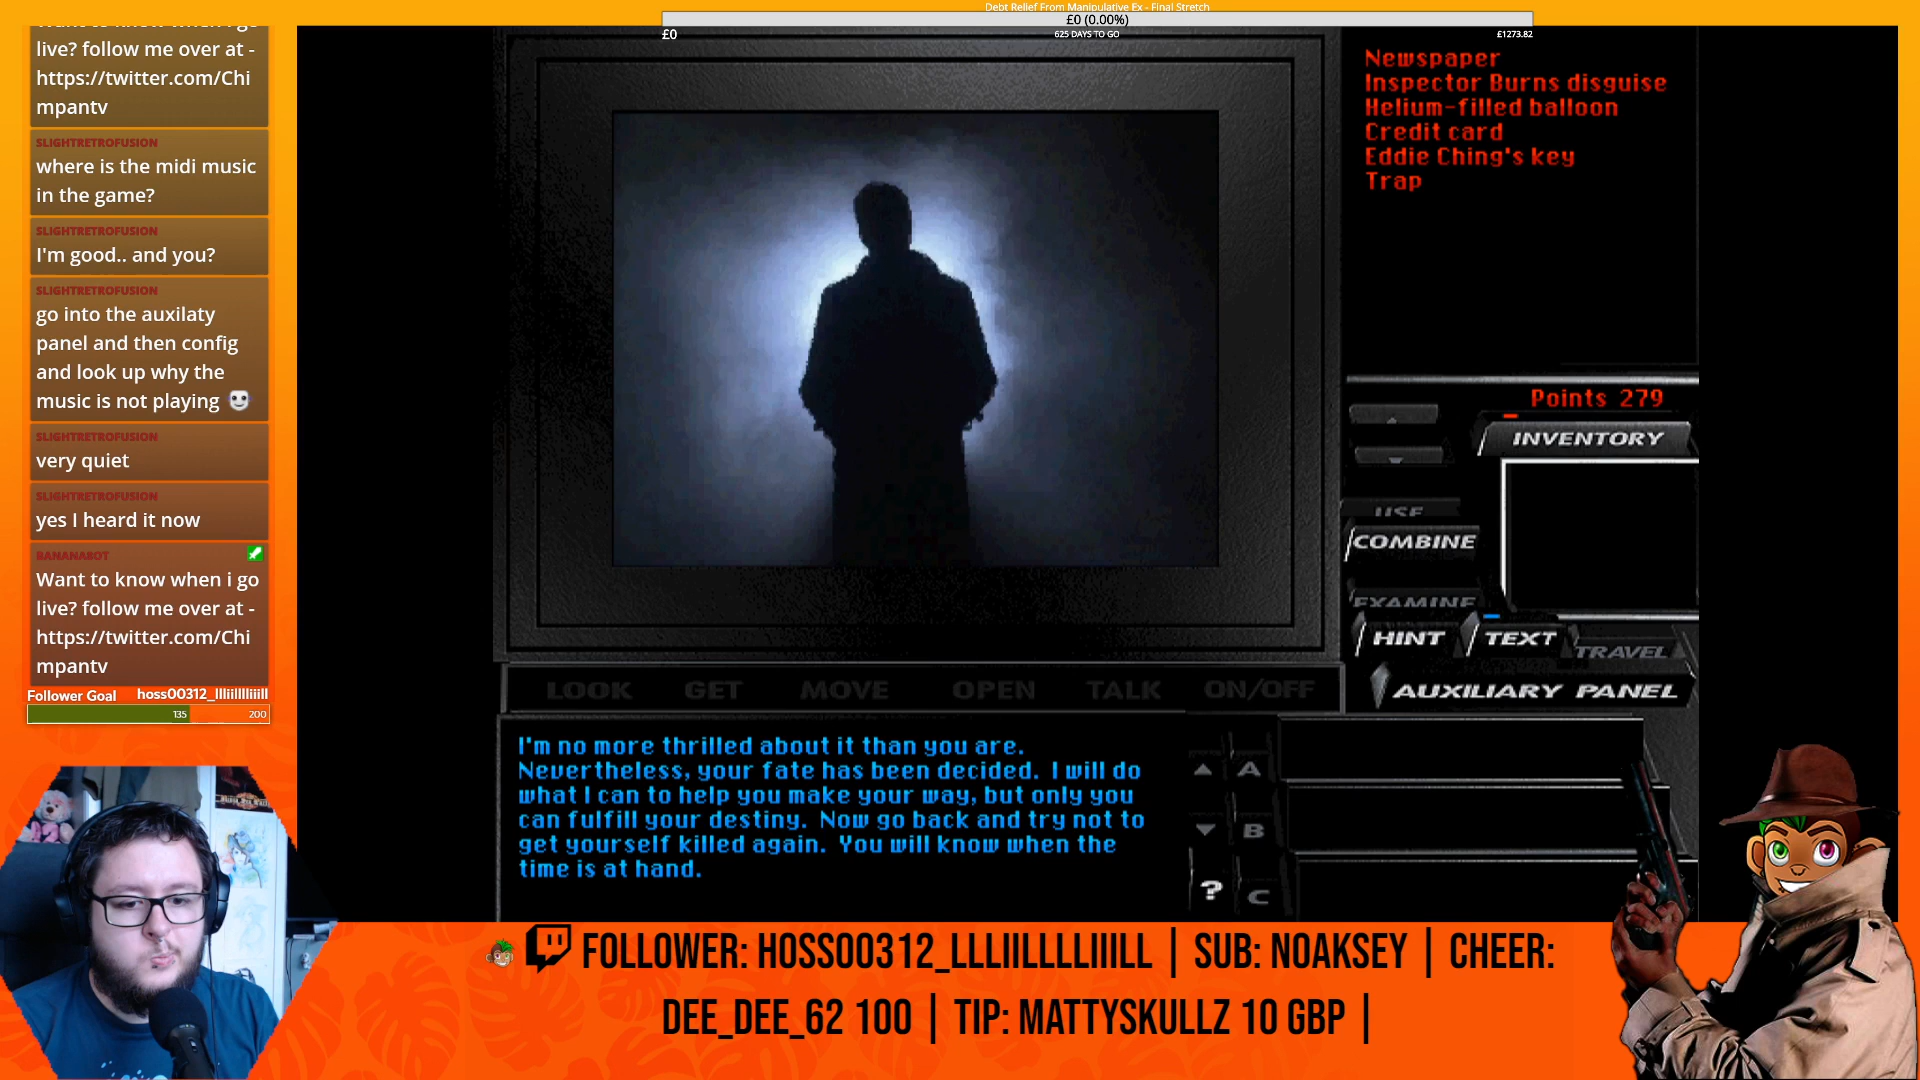 Debt Relief From Manipulative Ex - Final Stretch
£0 (0.00%)
£0
625 DAYS TO GO
£1273.82
live? follow me over at -
https://twitter.com/Chi
mpantv
SLIGHTRETROFUSION
where is the midi music
in the game?
SLIGHTRETROFUSION
I'm good.. and you?
SLIGHTRETROFUSION
go into the auxilaty
panel and then config
and look up why the
music is not playing
SLIGHTRETROFUSION
very quiet
SLIGHTRETROFUSION
yes I heard it now
BANANABOT
Want to know when i go
live? follow me over at -
https://twitter.com/Chi
mpantv
Follower Goal
135
200
Newspaper
Inspector Burns disguise
Helium-filled balloon
Credit card
Eddie Ching's key
Trap
Points 279
INVENTORY
USE
COMBINE
EXAMINE
HINT TEXT TRAVEL
AUXILIARY PANEL
LOOK GET MOVE OPEN TALK ON/OFF
I'm no more thrilled about it than you are.
Nevertheless, your fate has been decided. I will do
what I can to help you make your way, but only you
can fulfill your destiny. Now go back and try not to
get yourself killed again. You will know when the
time is at hand.
A
B
? C
FOLLOWER: HOSS00312_LLLIILLLLIIILL | SUB: NOAKSEY | CHEER:
DEE_DEE_62 100 | TIP: MATTYSKULLZ 10 GBP |